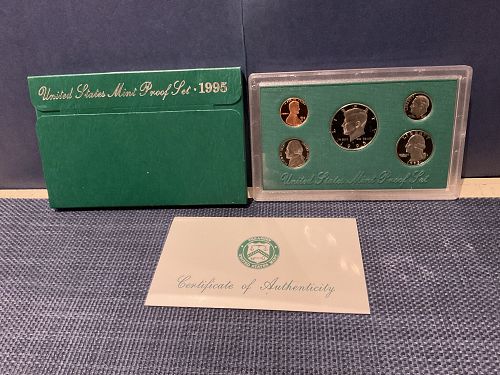 United States Mint Proof Set · 1995
United States Mint Proof Set
Certificate of Authenticity